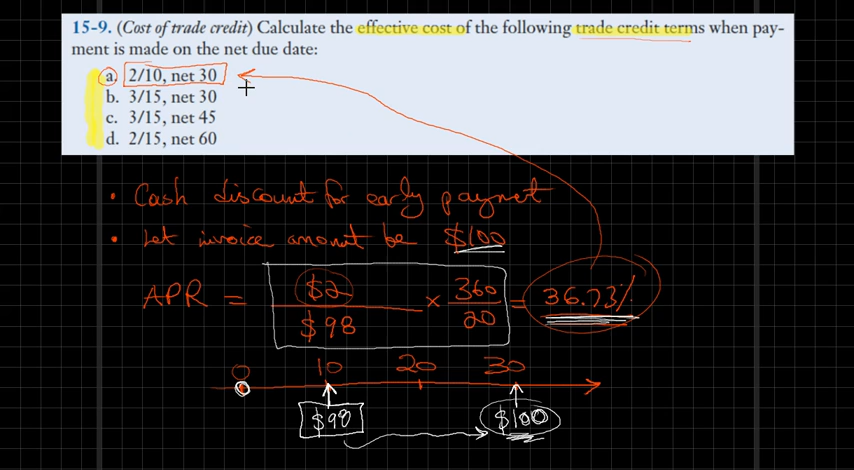 15-9. (Cost of trade credit) Calculate the effective cost of the following trade credit terms when pay-
ment is made on the net due date:
a. 2/10, net 30
b. 3/15, net 30
c. 3/15, net 45
d. 2/15, net 60
• Cash discount for early paymet
• Let invoice amount be $100
APR = $2 / $98 × 360 / 20 = 36.73%
0 10 20 30
$98 $100